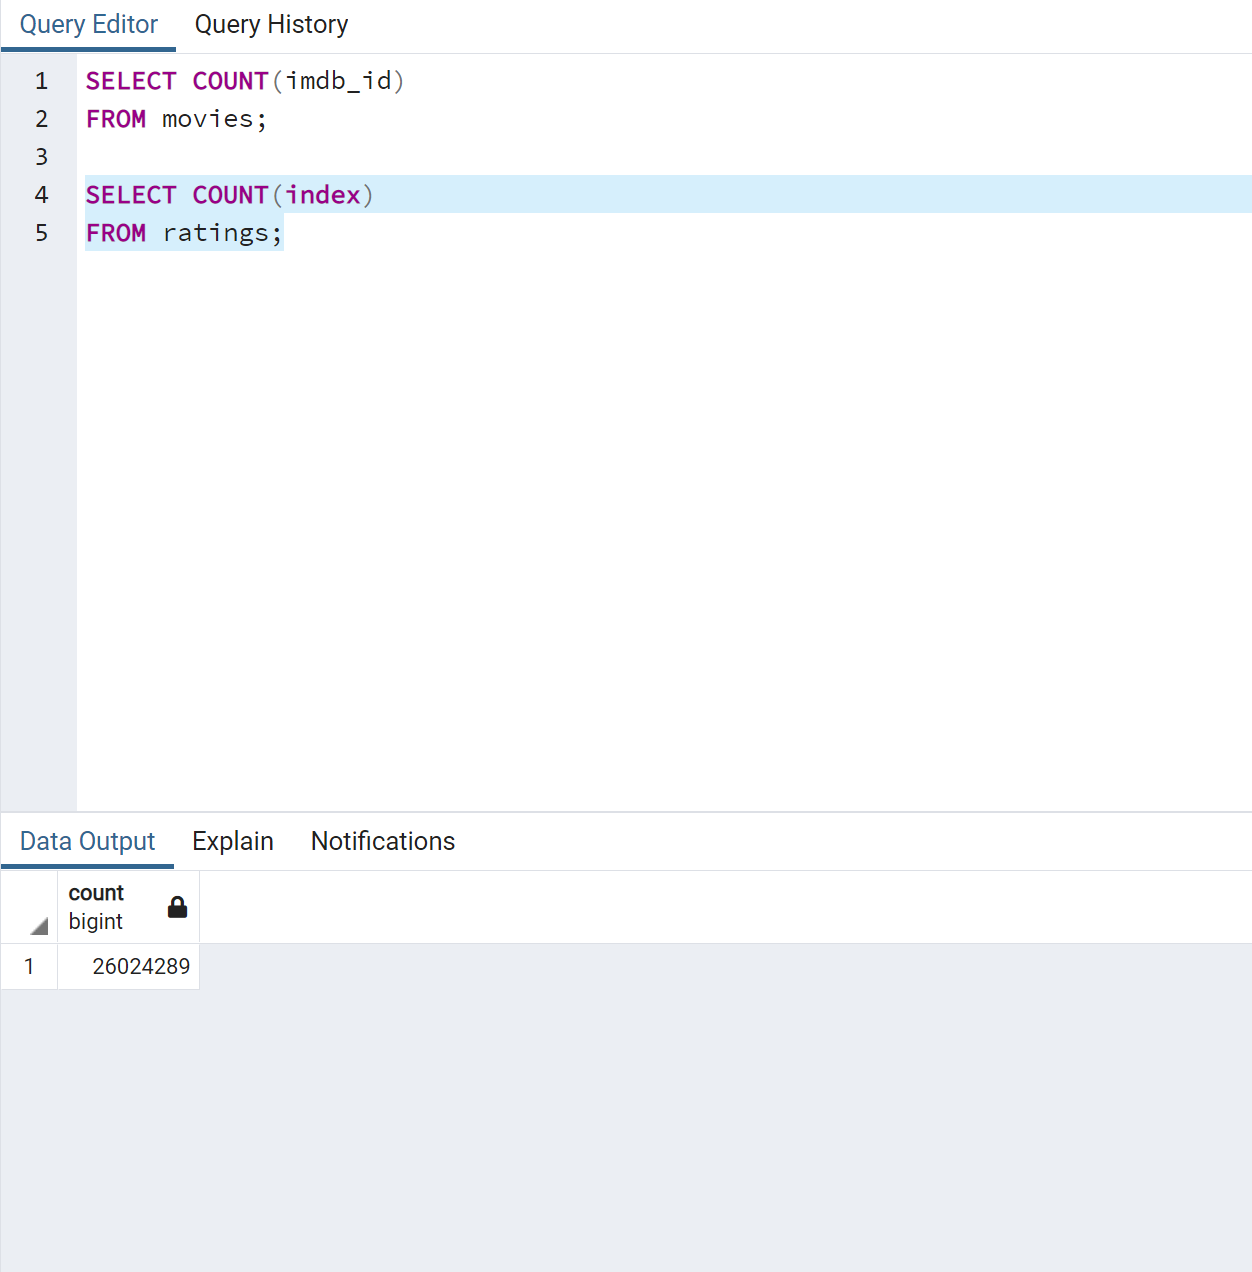 Query Editor Query History
1 SELECT COUNT(imdb_id)
2 FROM movies;
3
4 SELECT COUNT(index)
5 FROM ratings;
Data Output Explain Notifications
count
bigint
1 26024289